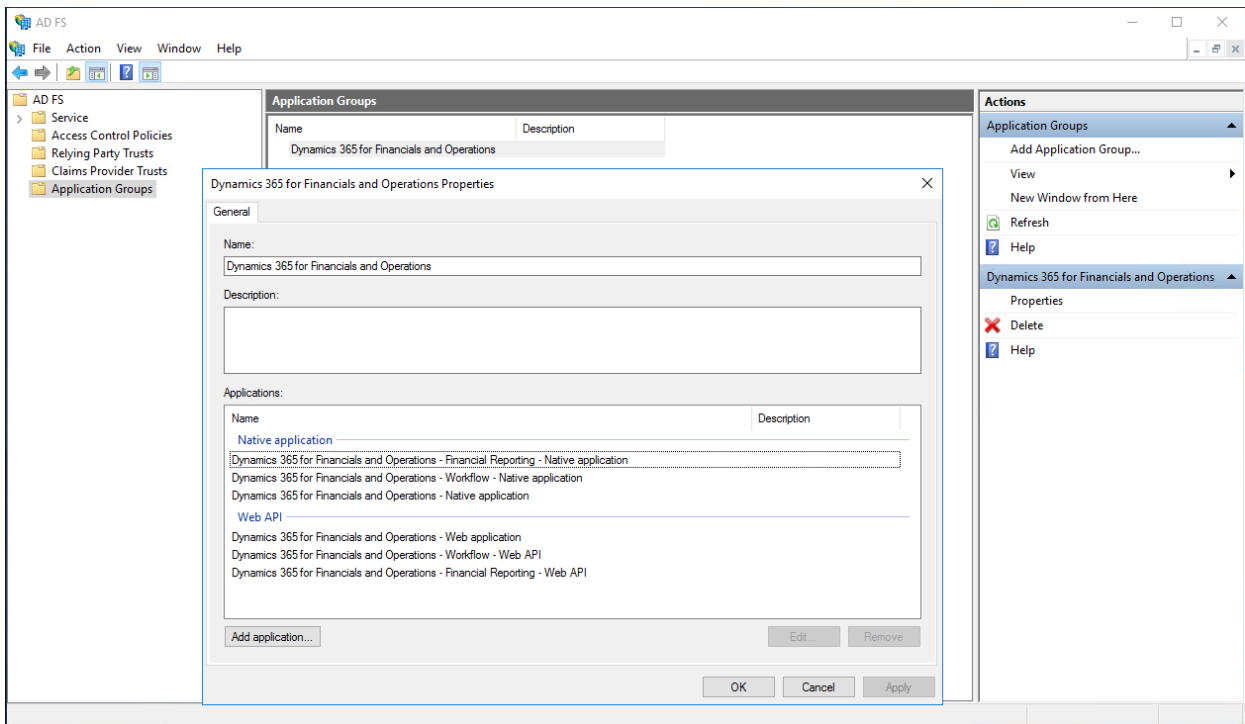 AD FS
File Action View Window Help
AD FS
Service
Access Control Policies
Relying Party Trusts
Claims Provider Trusts
Application Groups
Application Groups
Name Description
Dynamics 365 for Financials and Operations
Dynamics 365 for Financials and Operations Properties
General
Name:
Dynamics 365 for Financials and Operations
Description:
Applications:
Name Description
Native application
Dynamics 365 for Financials and Operations - Financial Reporting - Native application
Dynamics 365 for Financials and Operations - Workflow - Native application
Dynamics 365 for Financials and Operations - Native application
Web API
Dynamics 365 for Financials and Operations - Web application
Dynamics 365 for Financials and Operations - Workflow - Web API
Dynamics 365 for Financials and Operations - Financial Reporting - Web API
Add application... Edit... Remove
OK Cancel Apply
Actions
Application Groups
Add Application Group...
View
New Window from Here
Refresh
Help
Dynamics 365 for Financials and Operations
Properties
Delete
Help